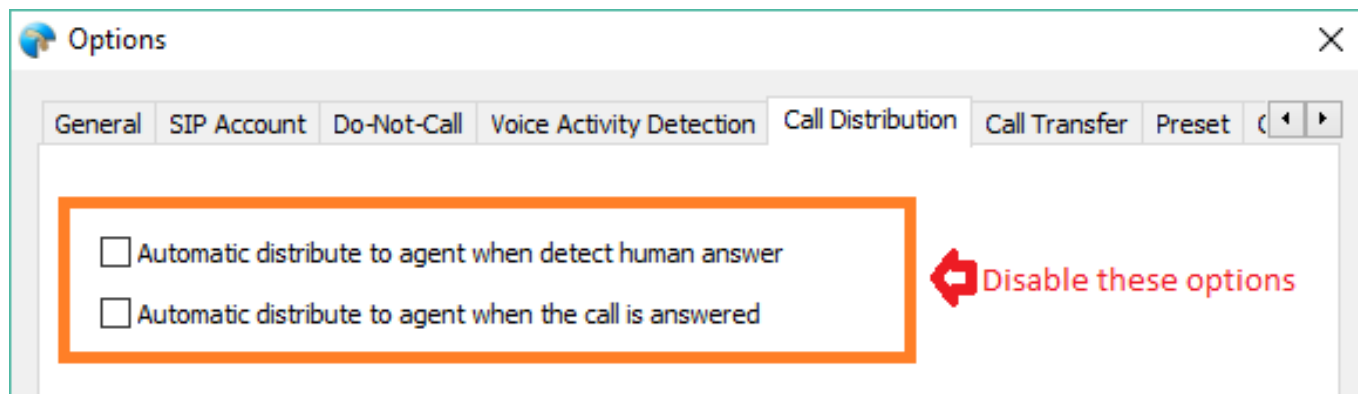 Options
General SIP Account Do-Not-Call Voice Activity Detection Call Distribution Call Transfer Preset
Automatic distribute to agent when detect human answer
Disable these options
Automatic distribute to agent when the call is answered